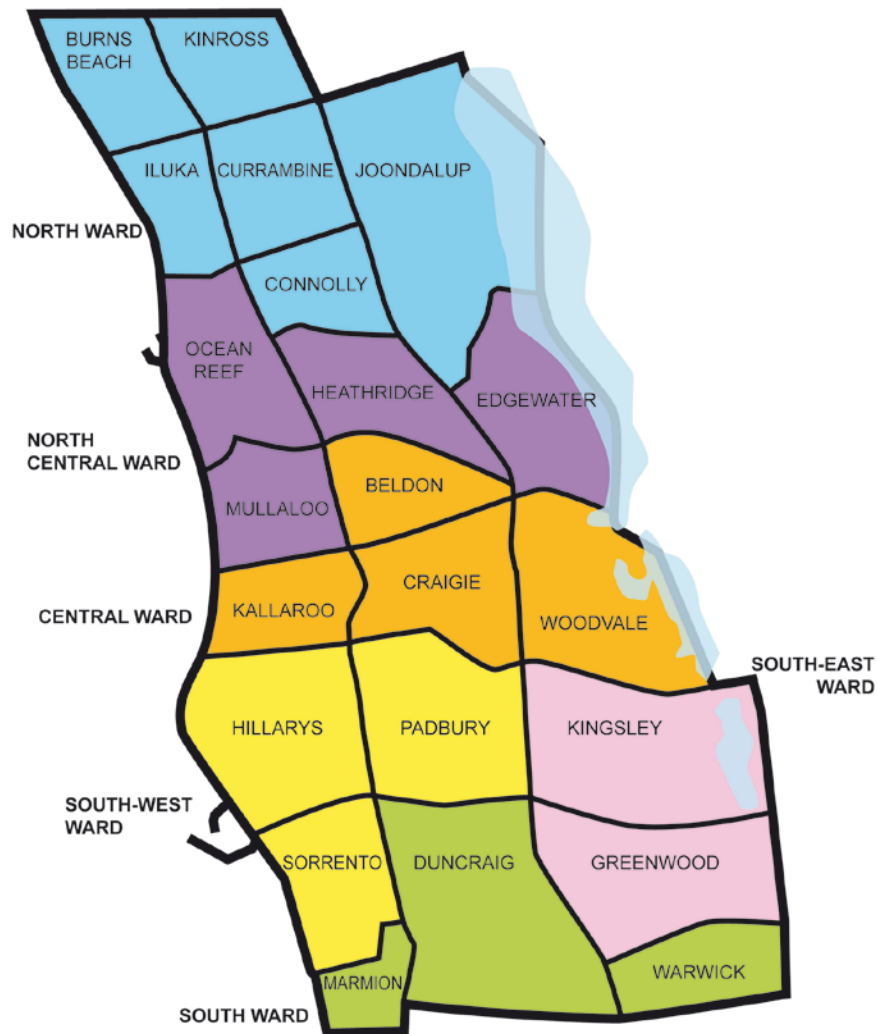 BURNS
BEACH
KINROSS
ILUKA
CURRAMBINE
JOONDALUP
NORTH WARD
CONNOLLY
OCEAN
REEF
HEATHRIDGE
EDGEWATER
NORTH
CENTRAL WARD
BELDON
MULLALOO
CRAIGIE
KALLAROO
CENTRAL WARD
WOODVALE
SOUTH-EAST
WARD
HILLARYS
PADBURY
KINGSLEY
SOUTH-WEST
WARD
SORRENTO
DUNCRAIG
GREENWOOD
MARMION
WARWICK
SOUTH WARD